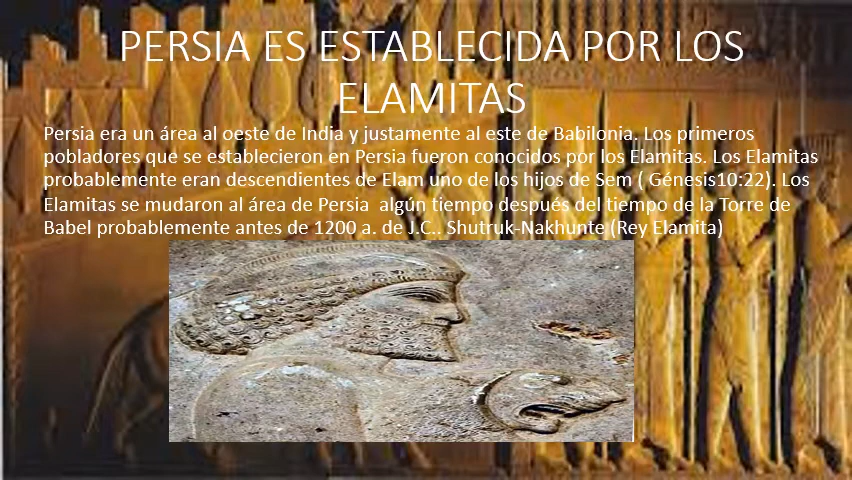 PERSIA ES ESTABLECIDA POR LOS
ELAMITAS
Persia era un área al oeste de India y justamente al este de Babilonia. Los primeros
pobladores que se establecieron en Persia fueron conocidos por los Elamitas. Los Elamitas
probablemente eran descendientes de Elam uno de los hijos de Sem ( Génesis10:22). Los
Elamitas se mudaron al área de Persia  algún tiempo después del tiempo de la Torre de
Babel probablemente antes de 1200 a. de J.C.. Shutruk-Nakhunte (Rey Elamita)